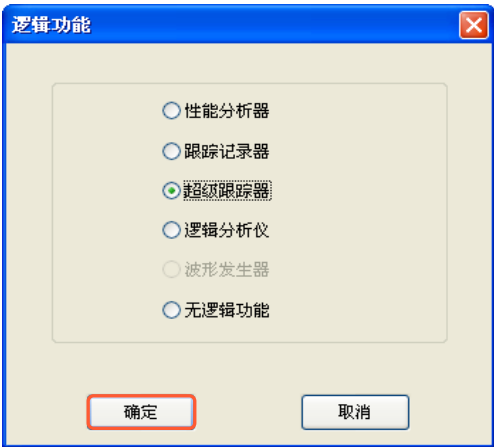 逻辑功能
性能分析器
跟踪记录器
超级跟踪器
逻辑分析仪
波形发生器
无逻辑功能
确定
取消